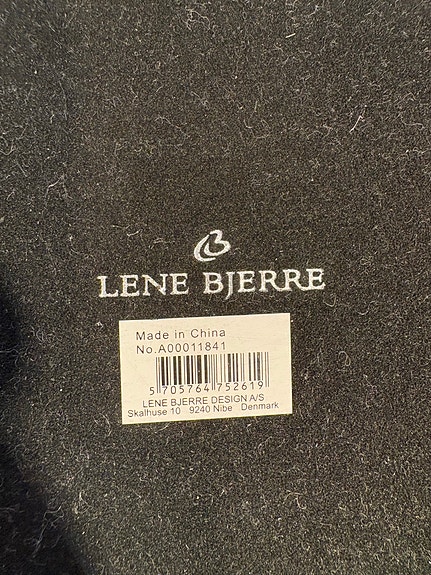 LENE BJERRE
Made in China
No.A00011841
5 705764 752619
LENE BJERRE DESIGN A/S
Skalhuse 10 9240 Nibe Denmark